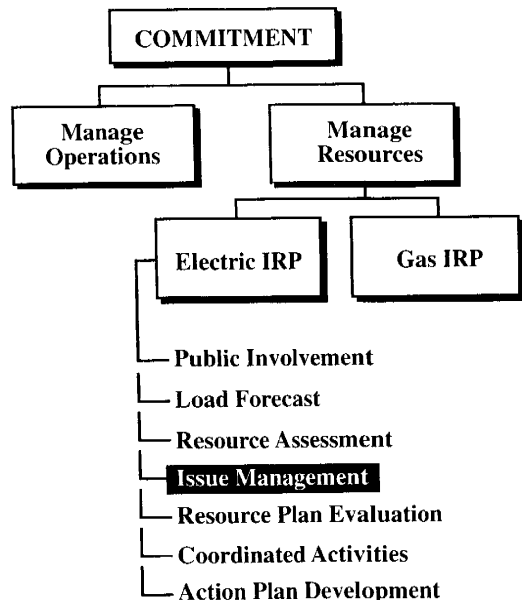 COMMITMENT
Manage
Operations
Manage
Resources
Electric IRP
Gas IRP
Public Involvement
Load Forecast
Resource Assessment
Issue Management
Resource Plan Evaluation
Coordinated Activities
Action Plan Development